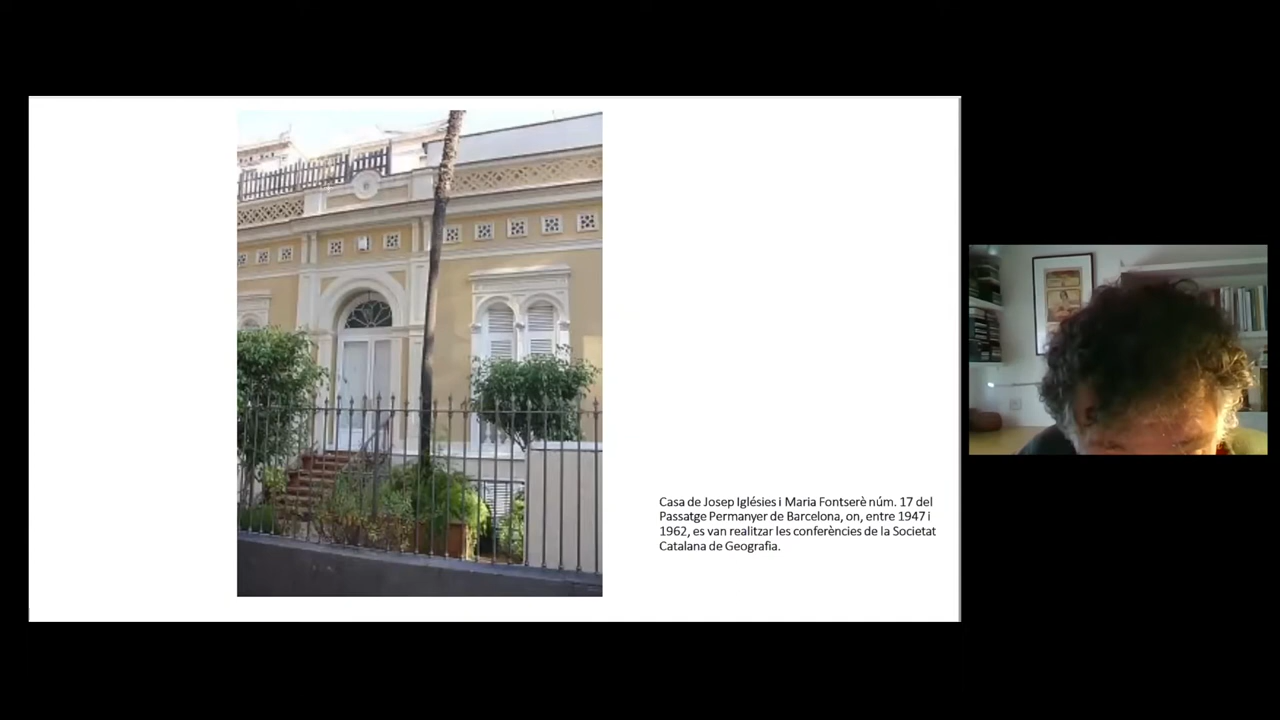 Casa de Josep Iglésies i Maria Fontserè núm. 17 del
Passatge Permanyer de Barcelona, on, entre 1947 i
1962, es van realitzar les conferències de la Societat
Catalana de Geografia.